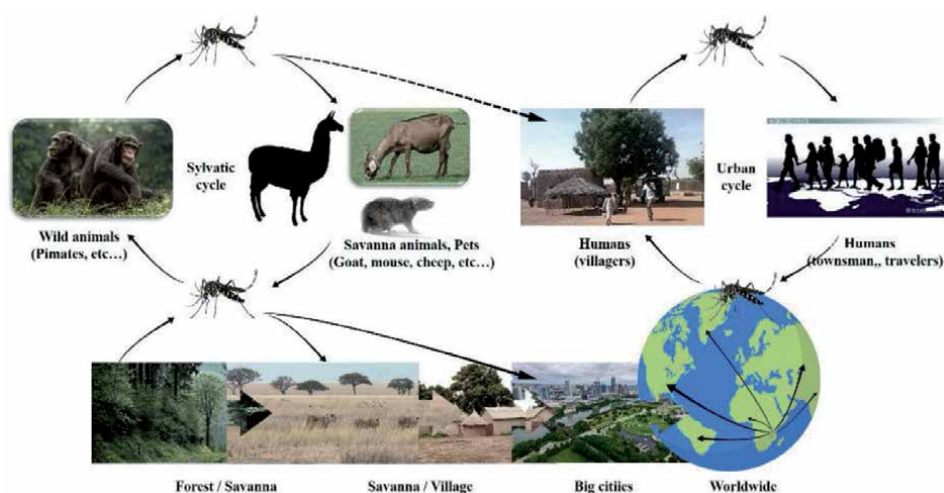 Sylvatic
cycle
Urban
cycle
Wild animals
(Pimates, etc…)
Savanna animals, Pets
(Goat, mouse, cheep, etc…)
Humans
(villagers)
Humans
(townsman,, travelers)
Forest / Savanna
Savanna / Village
Big citiies
Worldwide